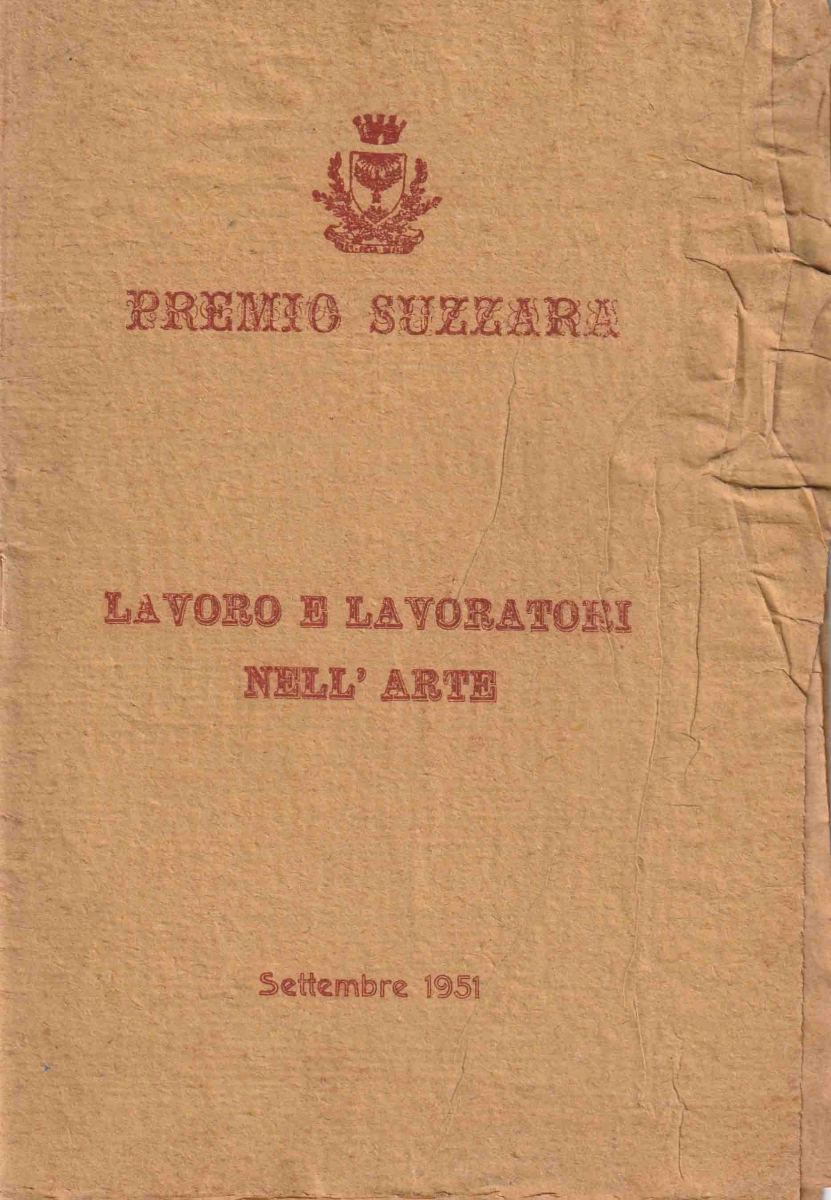 PREMIO SUZZARA
LAVORO E LAVORATORI
NELL' ARTE
Settembre 1951